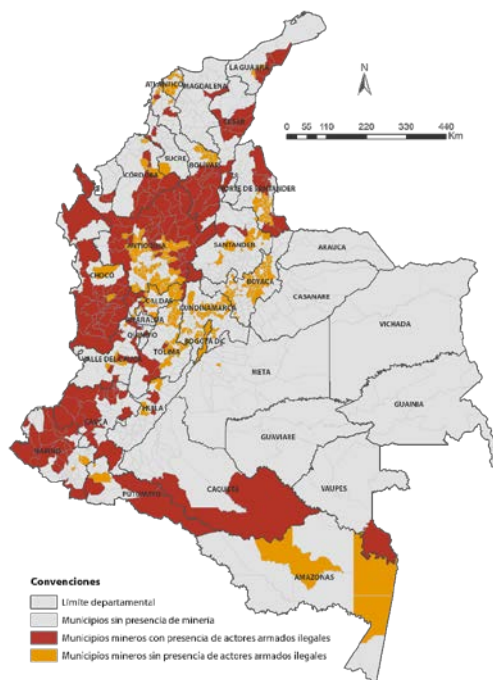 LA GUAJIRA
ATLÁNTICO
MAGDALENA
N
CESAR
0 55 110 220 330 440
Km
SUCRE
BOLÍVAR
CÓRDOBA
NORTE DE SANTANDER
ANTIOQUIA
SANTANDER
ARAUCA
CHOCÓ
BOYACÁ
CASANARE
CALDAS
CUNDINAMARCA
VICHADA
RISARALDA
QUINDÍO
BOGOTÁ D.C
VALLE DEL CAUCA
TOLIMA
META
GUAINÍA
HUILA
CAUCA
GUAVIARE
NARIÑO
CAQUETÁ
VAUPÉS
PUTUMAYO
AMAZONAS
Convenciones
Límite departamental
Municipios sin presencia de minería
Municipios mineros con presencia de actores armados ilegales
Municipios mineros sin presencia de actores armados ilegales